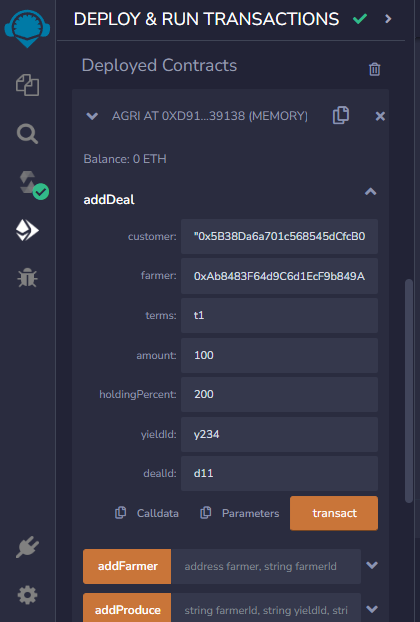 DEPLOY & RUN TRANSACTIONS
Deployed Contracts
AGRI AT 0XD91...39138 (MEMORY)
Balance: 0 ETH
addDeal
customer: "0x5B38Da6a701c568545dCfcB0
farmer: 0xAb8483F64d9C6d1EcF9b849A
terms: t1
amount: 100
holdingPercent: 200
yieldId: y234
dealId: d11
Calldata Parameters transact
addFarmer address farmer, string farmerId
addProduce string farmerId, string yieldId, stri